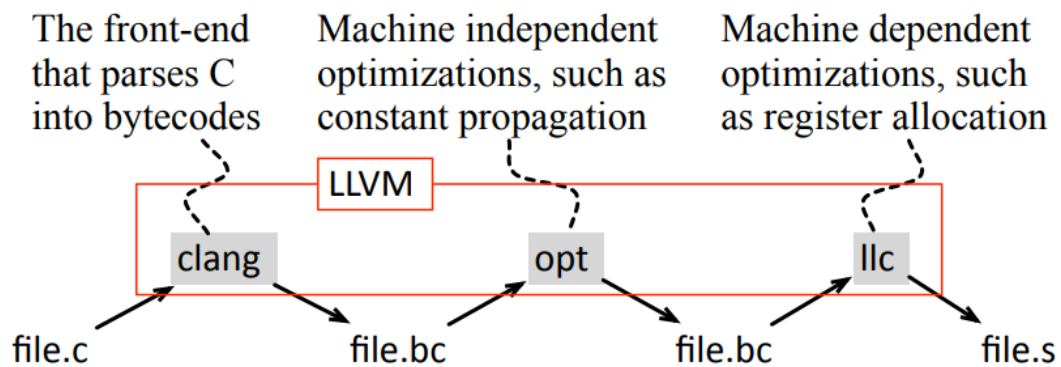 The front-end
that parses C
into bytecodes
Machine independent
optimizations, such as
constant propagation
Machine dependent
optimizations, such
as register allocation
LLVM
clang
opt
llc
file.c
file.bc
file.bc
file.s